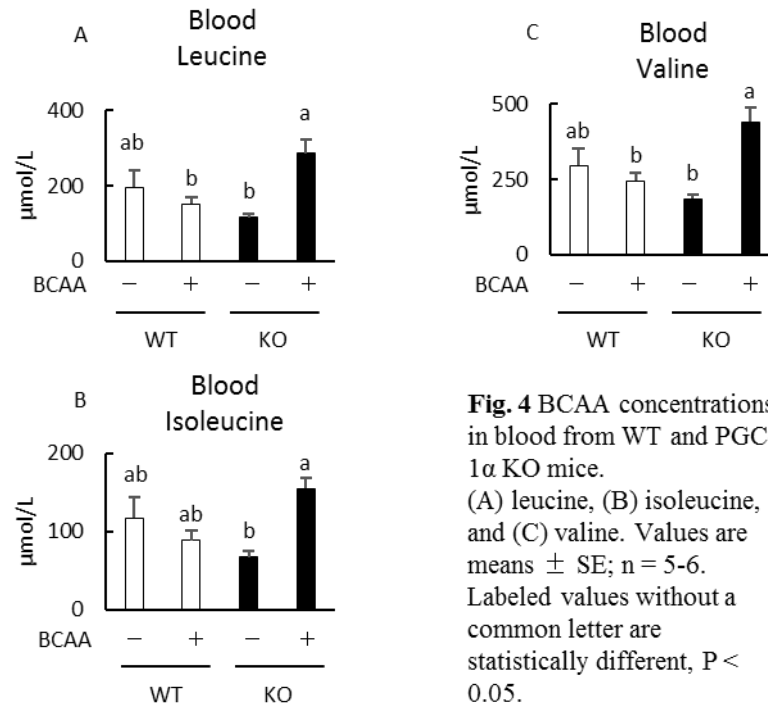 A
Blood
Leucine
400
a
ab
200
b
b
0
µmol/L
BCAA − + − +
WT KO
B
Blood
Isoleucine
200
ab
ab
a
100
b
0
µmol/L
BCAA − + − +
WT KO
C
Blood
Valine
500
a
ab
250
b
b
0
µmol/L
BCAA − + − +
WT KO
Fig. 4 BCAA concentrations
in blood from WT and PGC
1α KO mice.
(A) leucine, (B) isoleucine,
and (C) valine. Values are
means ± SE; n = 5-6.
Labeled values without a
common letter are
statistically different, P <
0.05.